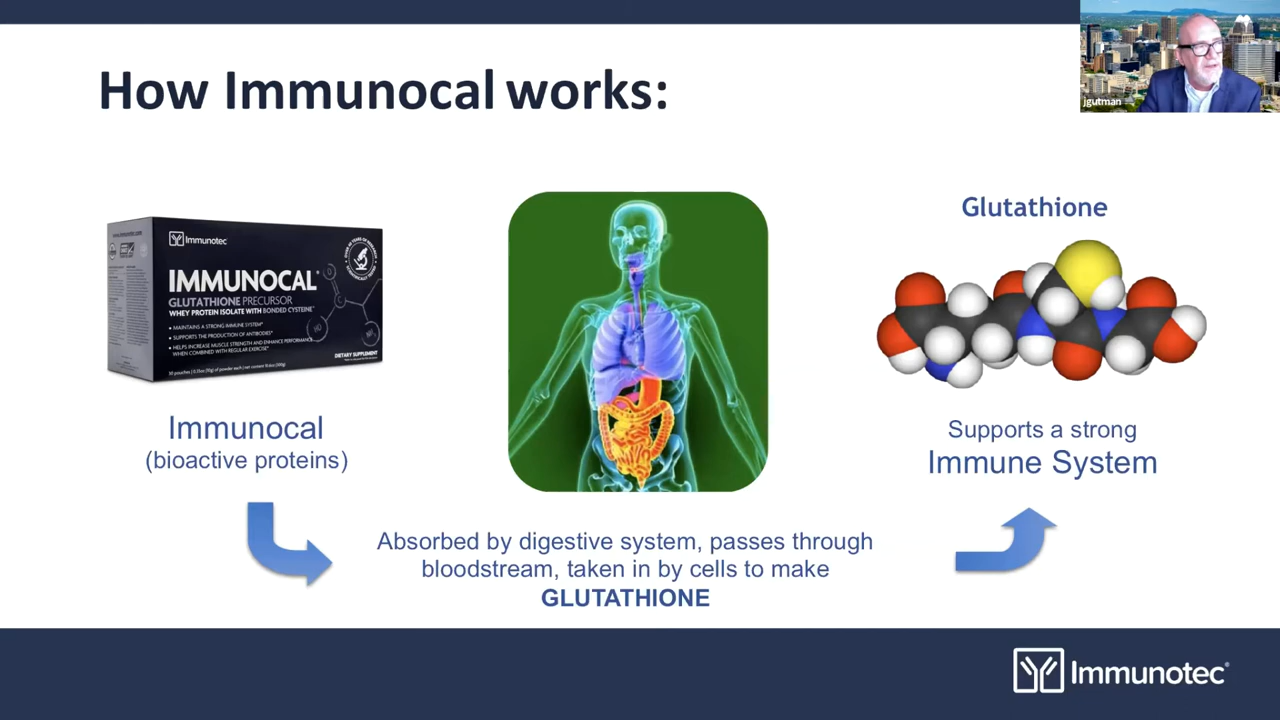 How Immunocal works:
jgutman
Immunotec
IMMUNOCAL
GLUTATHIONE PRECURSOR
WHEY PROTEIN ISOLATE WITH BONDED CYSTEINE
• MAINTAINS A STRONG IMMUNE SYSTEM*
• SUPPORTS THE PRODUCTION OF ANTIBODIES*
• HELPS INCREASE MUSCLE STRENGTH AND ENHANCE PERFORMANCE
WHEN COMBINED WITH REGULAR EXERCISE*
DIETARY SUPPLEMENT
Immunocal
(bioactive proteins)
Absorbed by digestive system, passes through
bloodstream, taken in by cells to make
GLUTATHIONE
Glutathione
Supports a strong
Immune System
Immunotec®